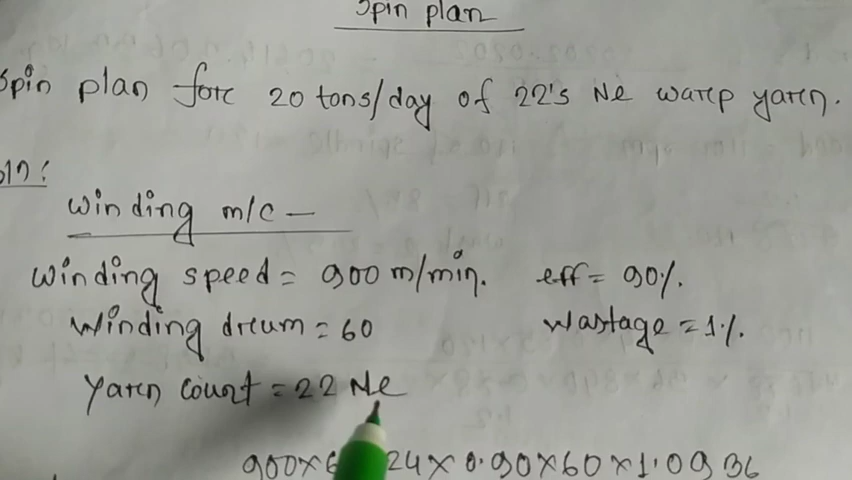 Spin plan
Spin plan for 20 tons/day of 22's Ne warp yarn.
Winding m/c —
Winding speed = 900 m/min. eff = 90%.
Winding drum = 60 Wastage = 1%.
Yarn count = 22 Ne
900×6 24×0.90×60×1.0936